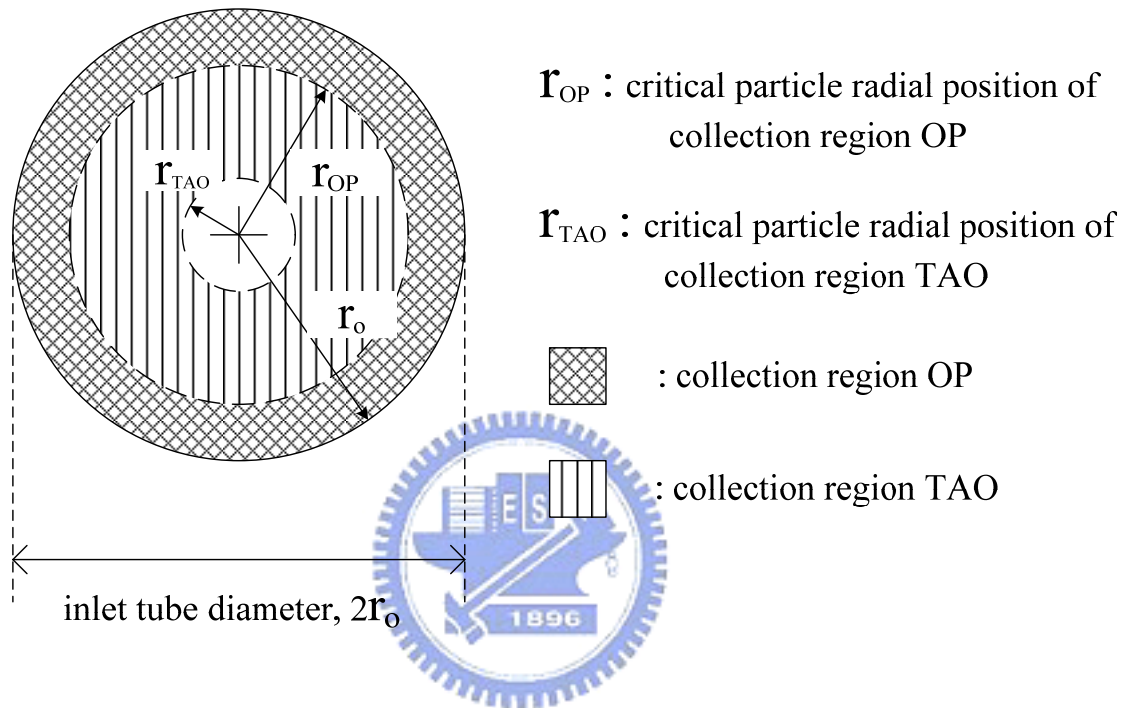 r_OP : critical particle radial position of
collection region OP
r_TAO
r_OP
r_TAO : critical particle radial position of
collection region TAO
r_o
: collection region OP
: collection region TAO
E S
inlet tube diameter, 2r_o
1896